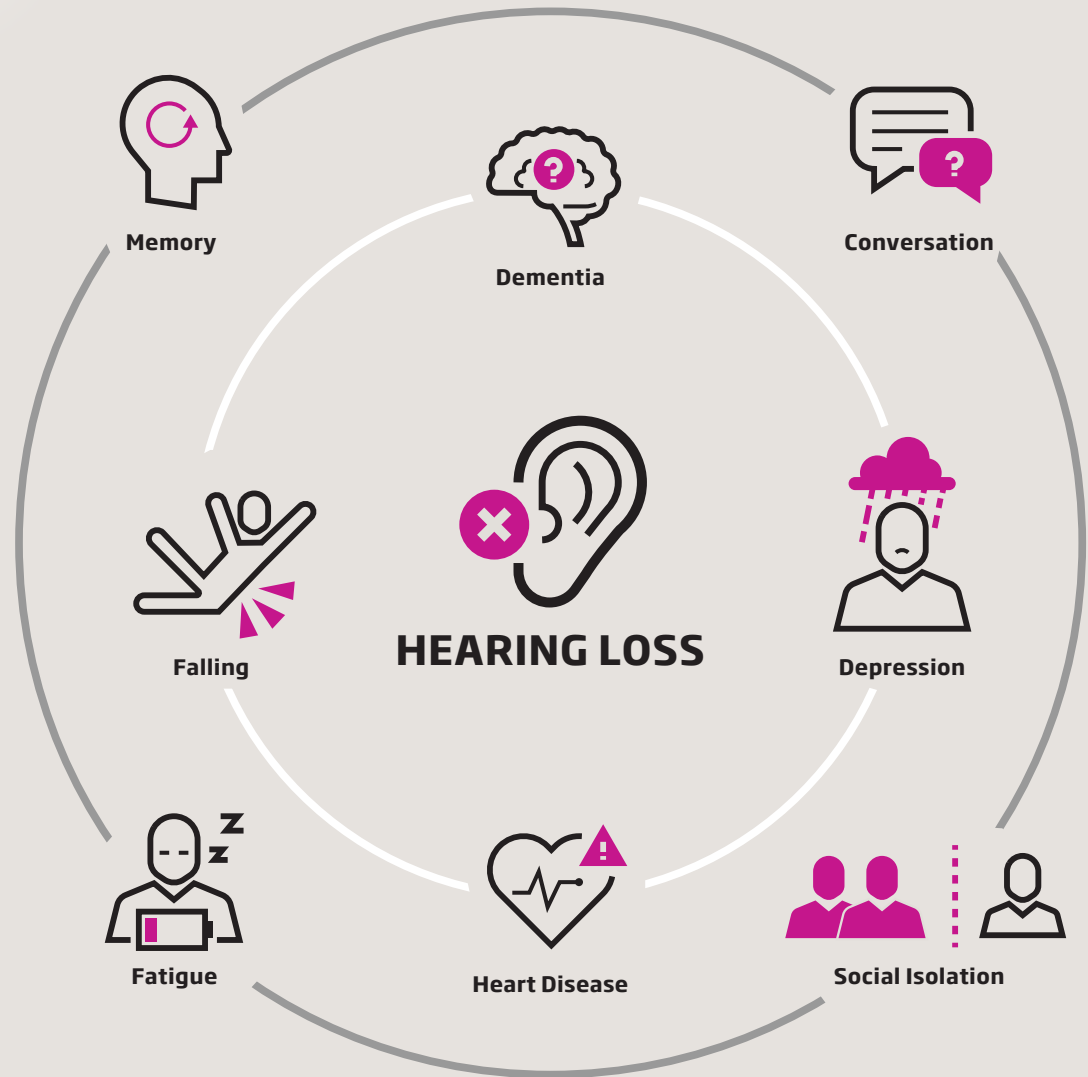 Memory
Dementia
Conversation
?
?
Falling
HEARING LOSS
Depression
z
z
Fatigue
!
Heart Disease
Social Isolation